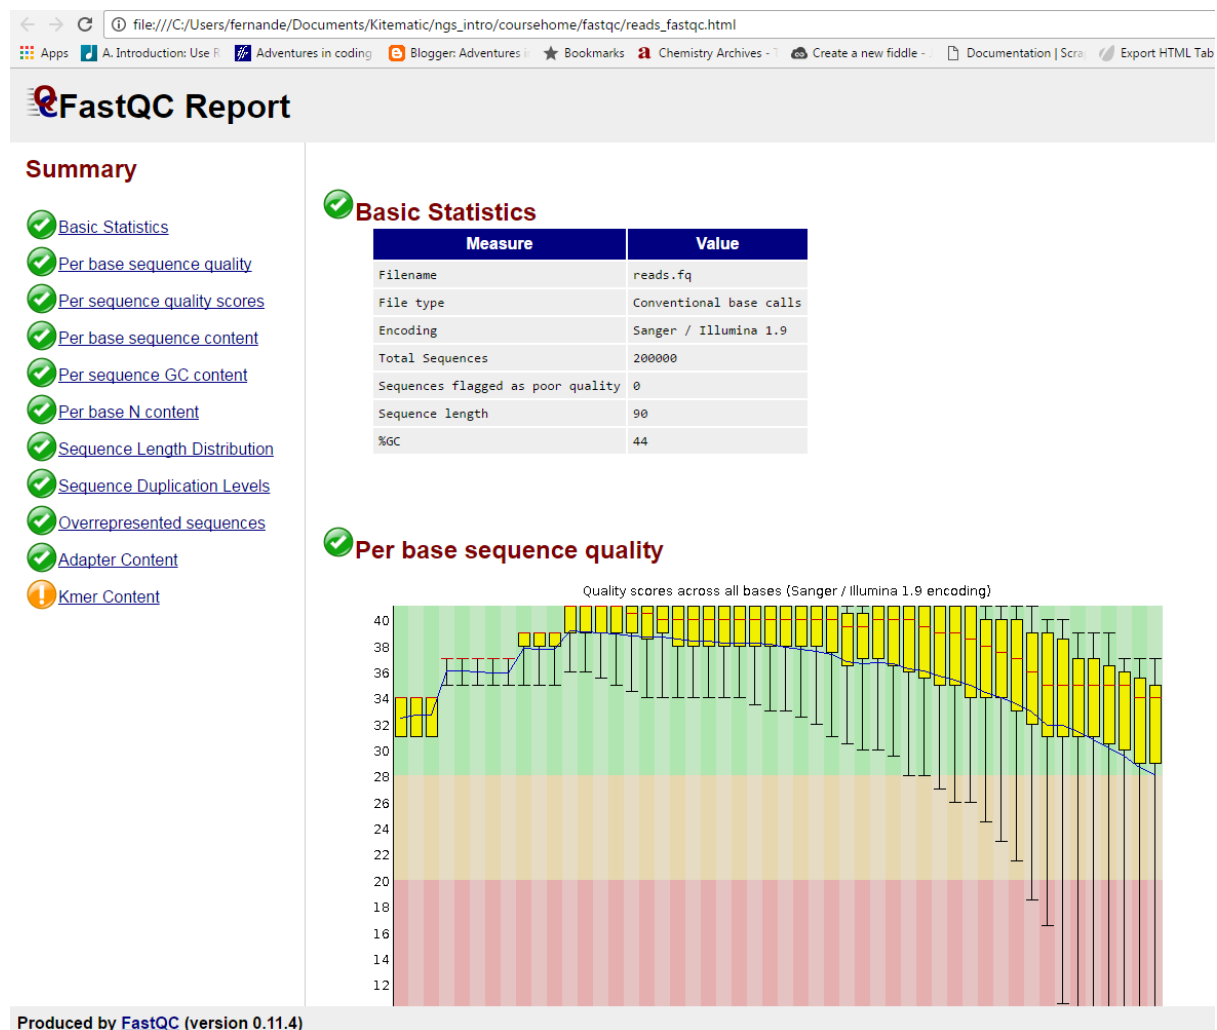 file:///C:/Users/fernande/Documents/Kitematic/ngs_intro/coursehome/fastqc/reads_fastqc.html
Apps A. Introduction: Use R Adventures in coding Blogger: Adventures Bookmarks Chemistry Archives - Create a new fiddle - Documentation | Scra Export HTML Tab
FastQC Report
Summary
Basic Statistics
Per base sequence quality
Per sequence quality scores
Per base sequence content
Per sequence GC content
Per base N content
Sequence Length Distribution
Sequence Duplication Levels
Overrepresented sequences
Adapter Content
Kmer Content
Basic Statistics
Measure Value
Filename reads.fq
File type Conventional base calls
Encoding Sanger / Illumina 1.9
Total Sequences 200000
Sequences flagged as poor quality 0
Sequence length 90
%GC 44
Per base sequence quality
Quality scores across all bases (Sanger / Illumina 1.9 encoding)
40
38
36
34
32
30
28
26
24
22
20
18
16
14
12
Produced by FastQC (version 0.11.4)